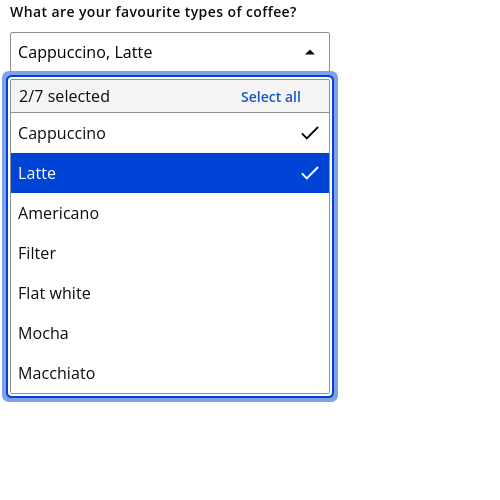 What are your favourite types of coffee?
Cappuccino, Latte
2/7 selected Select all
Cappuccino
Latte
Americano
Filter
Flat white
Mocha
Macchiato